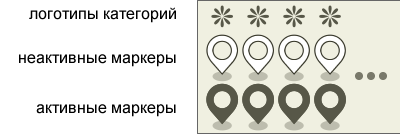 логотипы категорий
неактивные маркеры
активные маркеры